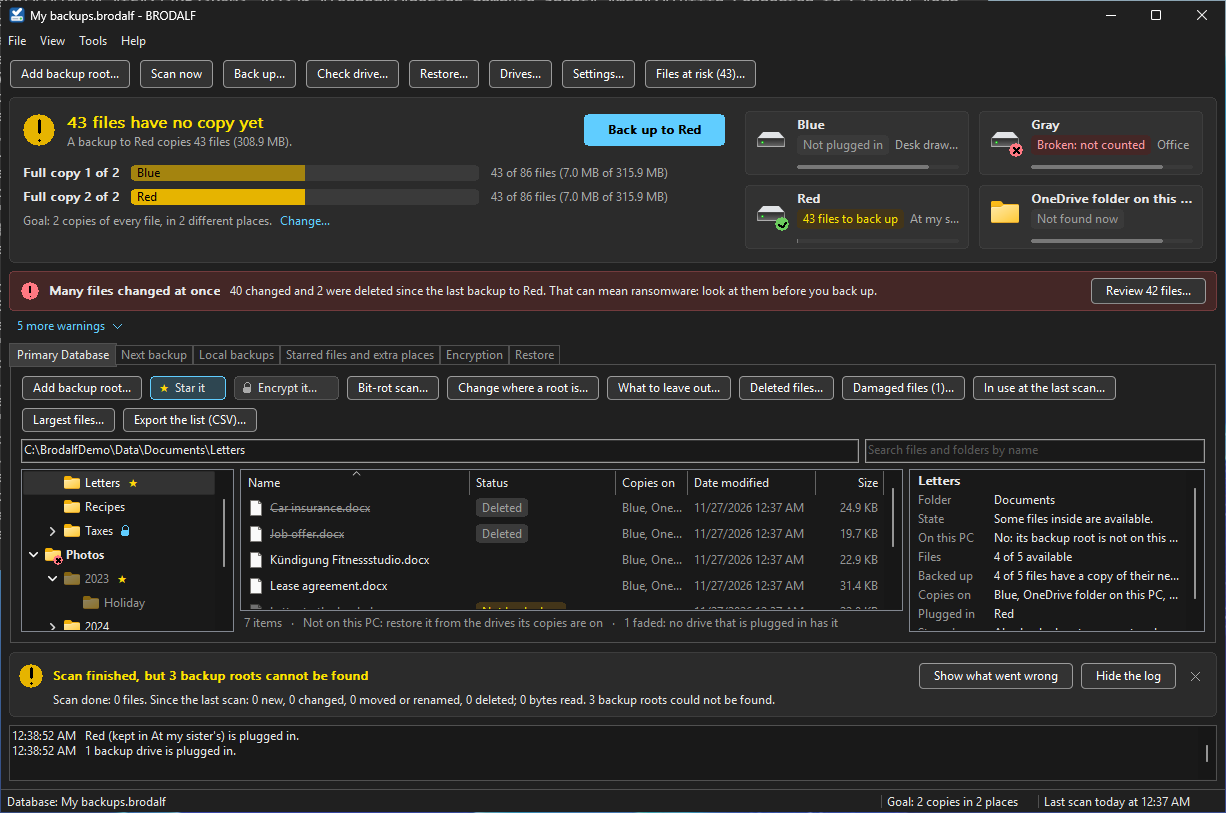 My backups.brodalf - BRODALF
File View Tools Help
Add backup root... Scan now Back up... Check drive... Restore... Drives... Settings... Files at risk (43)...
43 files have no copy yet
A backup to Red copies 43 files (308.9 MB).
Back up to Red
Full copy 1 of 2 Blue 43 of 86 files (7.0 MB of 315.9 MB)
Full copy 2 of 2 Red 43 of 86 files (7.0 MB of 315.9 MB)
Goal: 2 copies of every file, in 2 different places. Change...
Blue
Not plugged in Desk draw...
Gray
Broken: not counted Office
Red
43 files to back up At my s...
OneDrive folder on this ...
Not found now
Many files changed at once 40 changed and 2 were deleted since the last backup to Red. That can mean ransomware: look at them before you back up. Review 42 files...
5 more warnings
Primary Database Next backup Local backups Starred files and extra places Encryption Restore
Add backup root... Star it Encrypt it... Bit-rot scan... Change where a root is... What to leave out... Deleted files... Damaged files (1)... In use at the last scan...
Largest files... Export the list (CSV)...
C:\BrodalfDemo\Data\Documents\Letters Search files and folders by name
Letters
Recipes
Taxes
Photos
2023
Holiday
2024
Name Status Copies on Date modified Size
Car insurance.docx Deleted Blue, One... 11/27/2026 12:37 AM 24.9 KB
Job offer.docx Deleted Blue, One... 11/27/2026 12:37 AM 19.7 KB
Kündigung Fitnessstudio.docx Blue, One... 11/27/2026 12:37 AM 22.9 KB
Lease agreement.docx Blue, One... 11/27/2026 12:37 AM 31.4 KB
7 items · Not on this PC: restore it from the drives its copies are on · 1 faded: no drive that is plugged in has it
Letters
Folder Documents
State Some files inside are available.
On this PC No: its backup root is not on this ...
Files 4 of 5 available
Backed up 4 of 5 files have a copy of their ne...
Copies on Blue, OneDrive folder on this PC, ...
Plugged in Red
Scan finished, but 3 backup roots cannot be found
Scan done: 0 files. Since the last scan: 0 new, 0 changed, 0 moved or renamed, 0 deleted; 0 bytes read. 3 backup roots could not be found.
Show what went wrong Hide the log
12:38:52 AM Red (kept in At my sister's) is plugged in.
12:38:52 AM 1 backup drive is plugged in.
Database: My backups.brodalf Goal: 2 copies in 2 places Last scan today at 12:37 AM